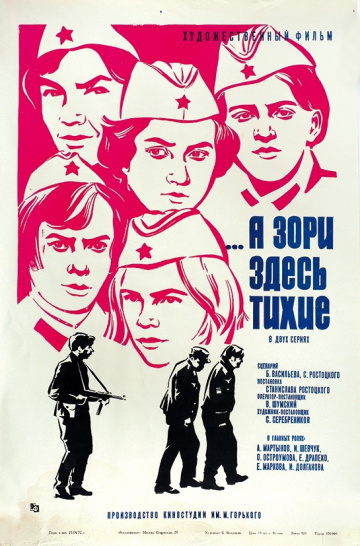 ХУДОЖЕСТВЕННЫЙ ФИЛЬМ
...А ЗОРИ
ЗДЕСЬ
ТИХИЕ
В ДВУХ СЕРИЯХ
СЦЕНАРИЙ
Б. ВАСИЛЬЕВА, С. РОСТОЦКОГО
ПОСТАНОВКА
СТАНИСЛАВА РОСТОЦКОГО
ОПЕРАТОР-ПОСТАНОВЩИК
В. ШУМСКИЙ
ХУДОЖНИК-ПОСТАНОВЩИК
С. СЕРЕБРЕНИКОВ
В ГЛАВНЫХ РОЛЯХ:
А. МАРТЫНОВ, И. ШЕВЧУК,
О. ОСТРОУМОВА, Е. ДРАПЕКО,
Е. МАРКОВА, И. ДОЛГАНОВА
ПРОИЗВОДСТВО КИНОСТУДИИ ИМ. М. ГОРЬКОГО